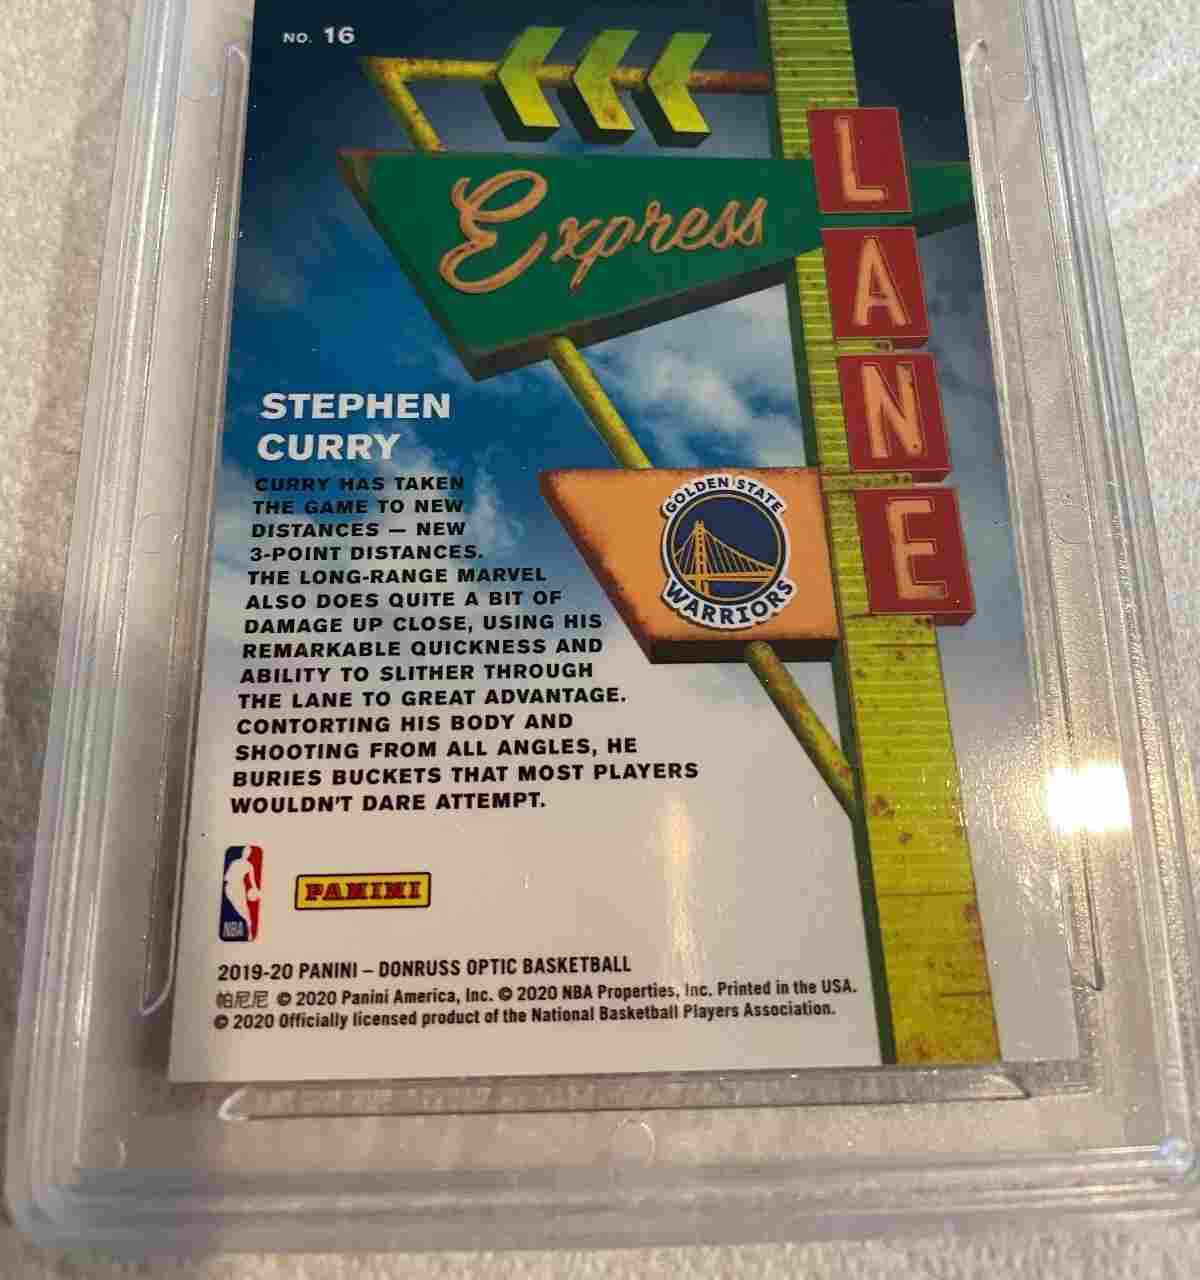 NO. 16
Express
LANE
STEPHEN
CURRY
CURRY HAS TAKEN
THE GAME TO NEW
DISTANCES — NEW
3-POINT DISTANCES.
THE LONG-RANGE MARVEL
ALSO DOES QUITE A BIT OF
DAMAGE UP CLOSE, USING HIS
REMARKABLE QUICKNESS AND
ABILITY TO SLITHER THROUGH
THE LANE TO GREAT ADVANTAGE.
CONTORTING HIS BODY AND
SHOOTING FROM ALL ANGLES, HE
BURIES BUCKETS THAT MOST PLAYERS
WOULDN'T DARE ATTEMPT.
GOLDEN STATE
WARRIORS
NBA
PANINI
2019-20 PANINI – DONRUSS OPTIC BASKETBALL
帕尼尼 © 2020 Panini America, Inc. © 2020 NBA Properties, Inc. Printed in the USA.
© 2020 Officially licensed product of the National Basketball Players Association.